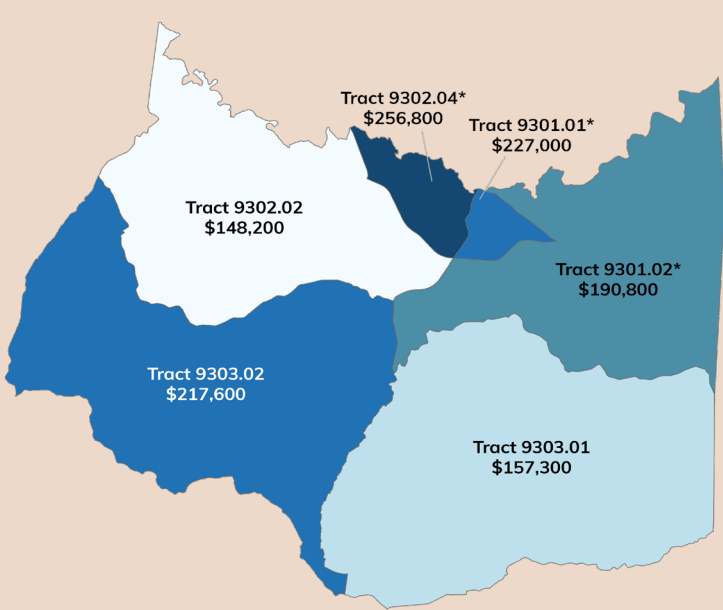 Tract 9302.04*
$256,800
Tract 9301.01*
$227,000
Tract 9302.02
$148,200
Tract 9301.02*
$190,800
Tract 9303.02
$217,600
Tract 9303.01
$157,300